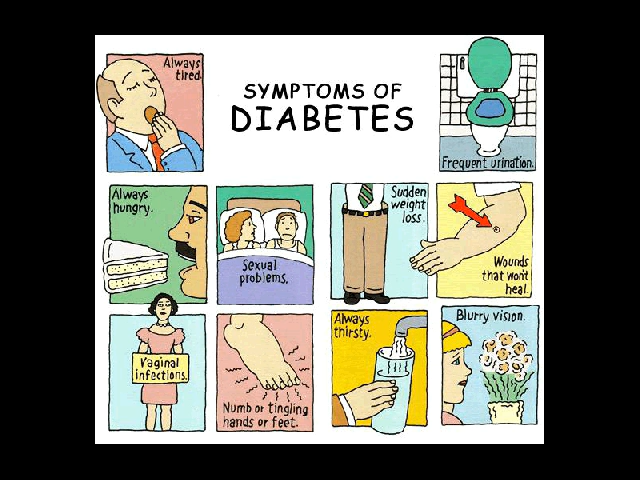 Always
tired.
SYMPTOMS OF
DIABETES
Frequent urination.
Always
hungry.
Sexual
problems.
Sudden
weight
loss.
Wounds
that won't
heal.
Vaginal
infections.
Numb or tingling
hands or feet.
Always
thirsty.
Blurry vision.